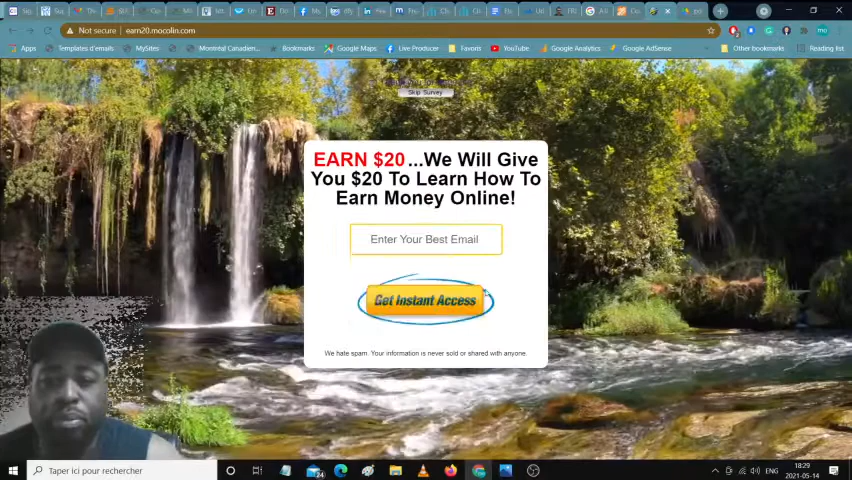 Not secure
earn20.mocolin.com
Apps
Templates d'emails
MySites
Montréal Canadien...
Bookmarks
Google Maps
Live Producer
Favoris
YouTube
Google Analytics
Google AdSense
Other bookmarks
Reading list
Skip Survey
EARN $20...We Will Give
You $20 To Learn How To
Earn Money Online!
Enter Your Best Email
Get Instant Access
We hate spam. Your information is never sold or shared with anyone.
Taper ici pour rechercher
24
ENG
18:29
2021-05-14